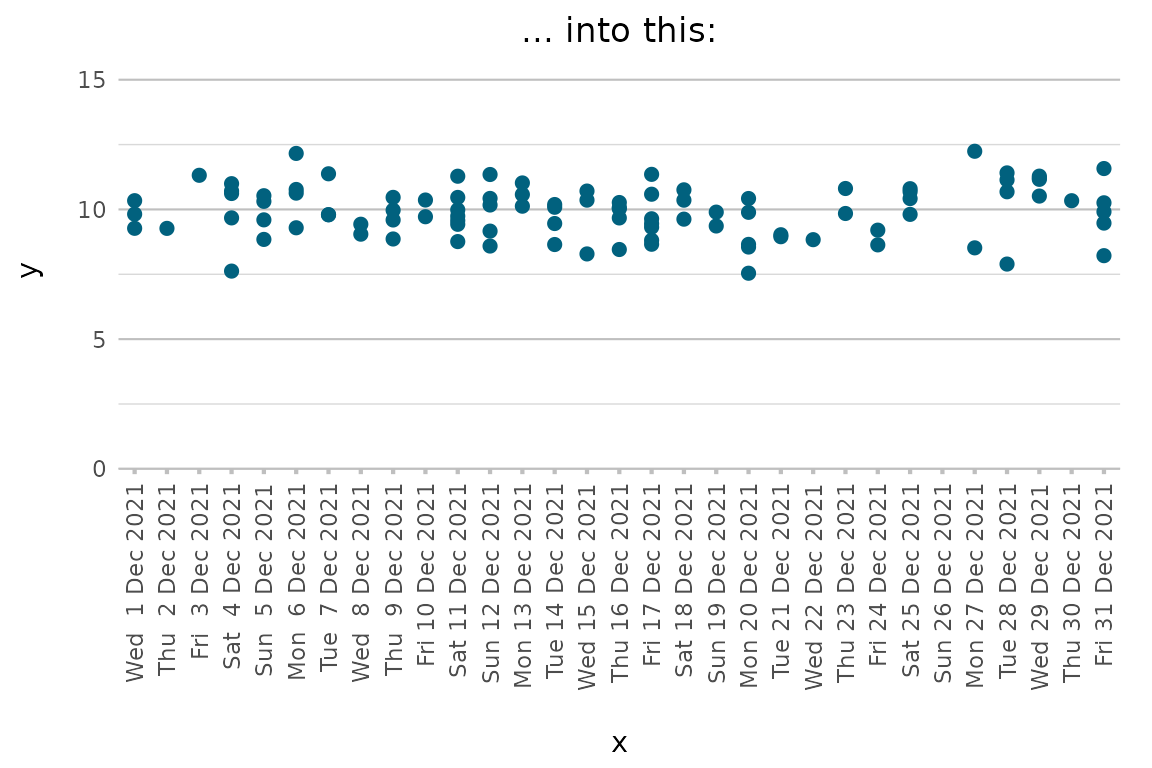 ... into this:
15
10
5
0
y
Wed  1 Dec 2021
Thu  2 Dec 2021
Fri  3 Dec 2021
Sat  4 Dec 2021
Sun  5 Dec 2021
Mon  6 Dec 2021
Tue  7 Dec 2021
Wed  8 Dec 2021
Thu  9 Dec 2021
Fri 10 Dec 2021
Sat 11 Dec 2021
Sun 12 Dec 2021
Mon 13 Dec 2021
Tue 14 Dec 2021
Wed 15 Dec 2021
Thu 16 Dec 2021
Fri 17 Dec 2021
Sat 18 Dec 2021
Sun 19 Dec 2021
Mon 20 Dec 2021
Tue 21 Dec 2021
Wed 22 Dec 2021
Thu 23 Dec 2021
Fri 24 Dec 2021
Sat 25 Dec 2021
Sun 26 Dec 2021
Mon 27 Dec 2021
Tue 28 Dec 2021
Wed 29 Dec 2021
Thu 30 Dec 2021
Fri 31 Dec 2021
x